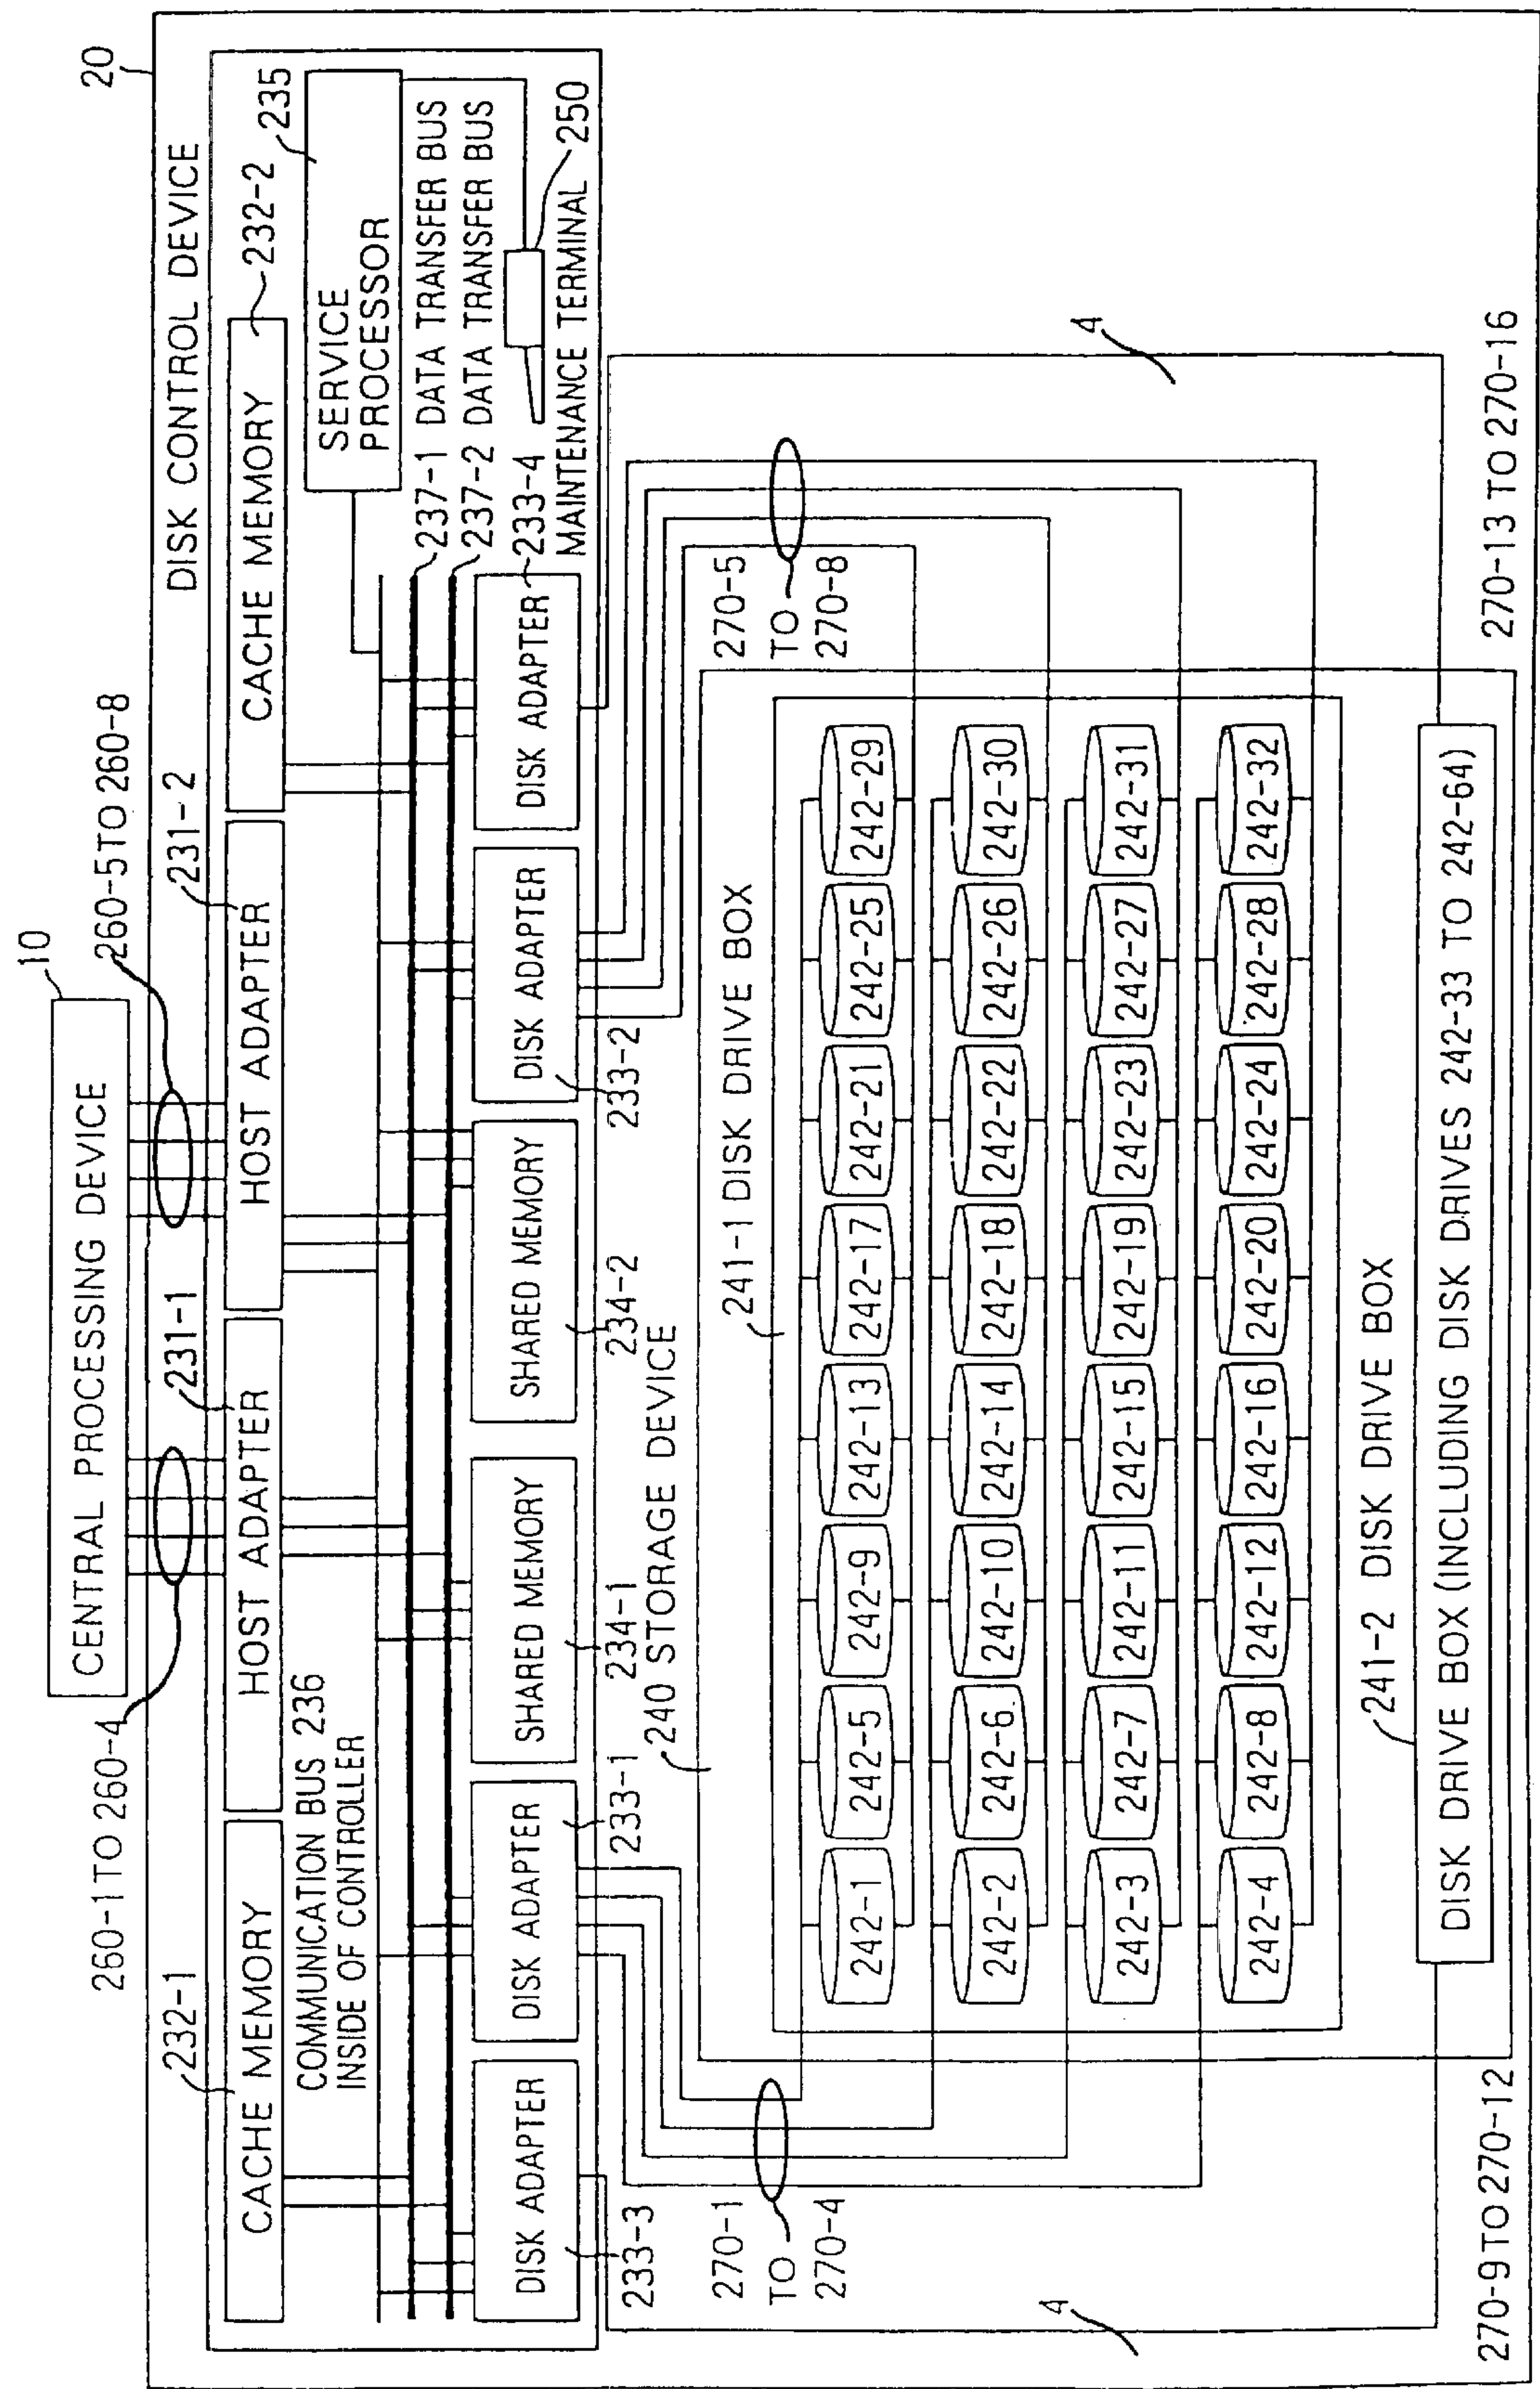 10
CENTRAL PROCESSING DEVICE
20
260-1 TO 260-4
260-5 TO 260-8
DISK CONTROL DEVICE
232-1
231-1
231-2
CACHE MEMORY
HOST ADAPTER
HOST ADAPTER
CACHE MEMORY
232-2
235
COMMUNICATION BUS 236
INSIDE OF CONTROLLER
SERVICE
PROCESSOR
237-1 DATA TRANSFER BUS
237-2 DATA TRANSFER BUS
DISK ADAPTER
DISK ADAPTER
SHARED MEMORY
SHARED MEMORY
DISK ADAPTER
DISK ADAPTER
233-4
MAINTENANCE TERMINAL
250
233-3
233-1
234-1
234-2
233-2
240 STORAGE DEVICE
270-1
TO
270-4
270-5
TO
270-8
241-1 DISK DRIVE BOX
242-1
242-5
242-9
242-13
242-17
242-21
242-25
242-29
242-2
242-6
242-10
242-14
242-18
242-22
242-26
242-30
242-3
242-7
242-11
242-15
242-19
242-23
242-27
242-31
242-4
242-8
242-12
242-16
242-20
242-24
242-28
242-32
4
4
241-2 DISK DRIVE BOX
DISK DRIVE BOX (INCLUDING DISK DRIVES 242-33 TO 242-64)
270-9 TO 270-12
270-13 TO 270-16